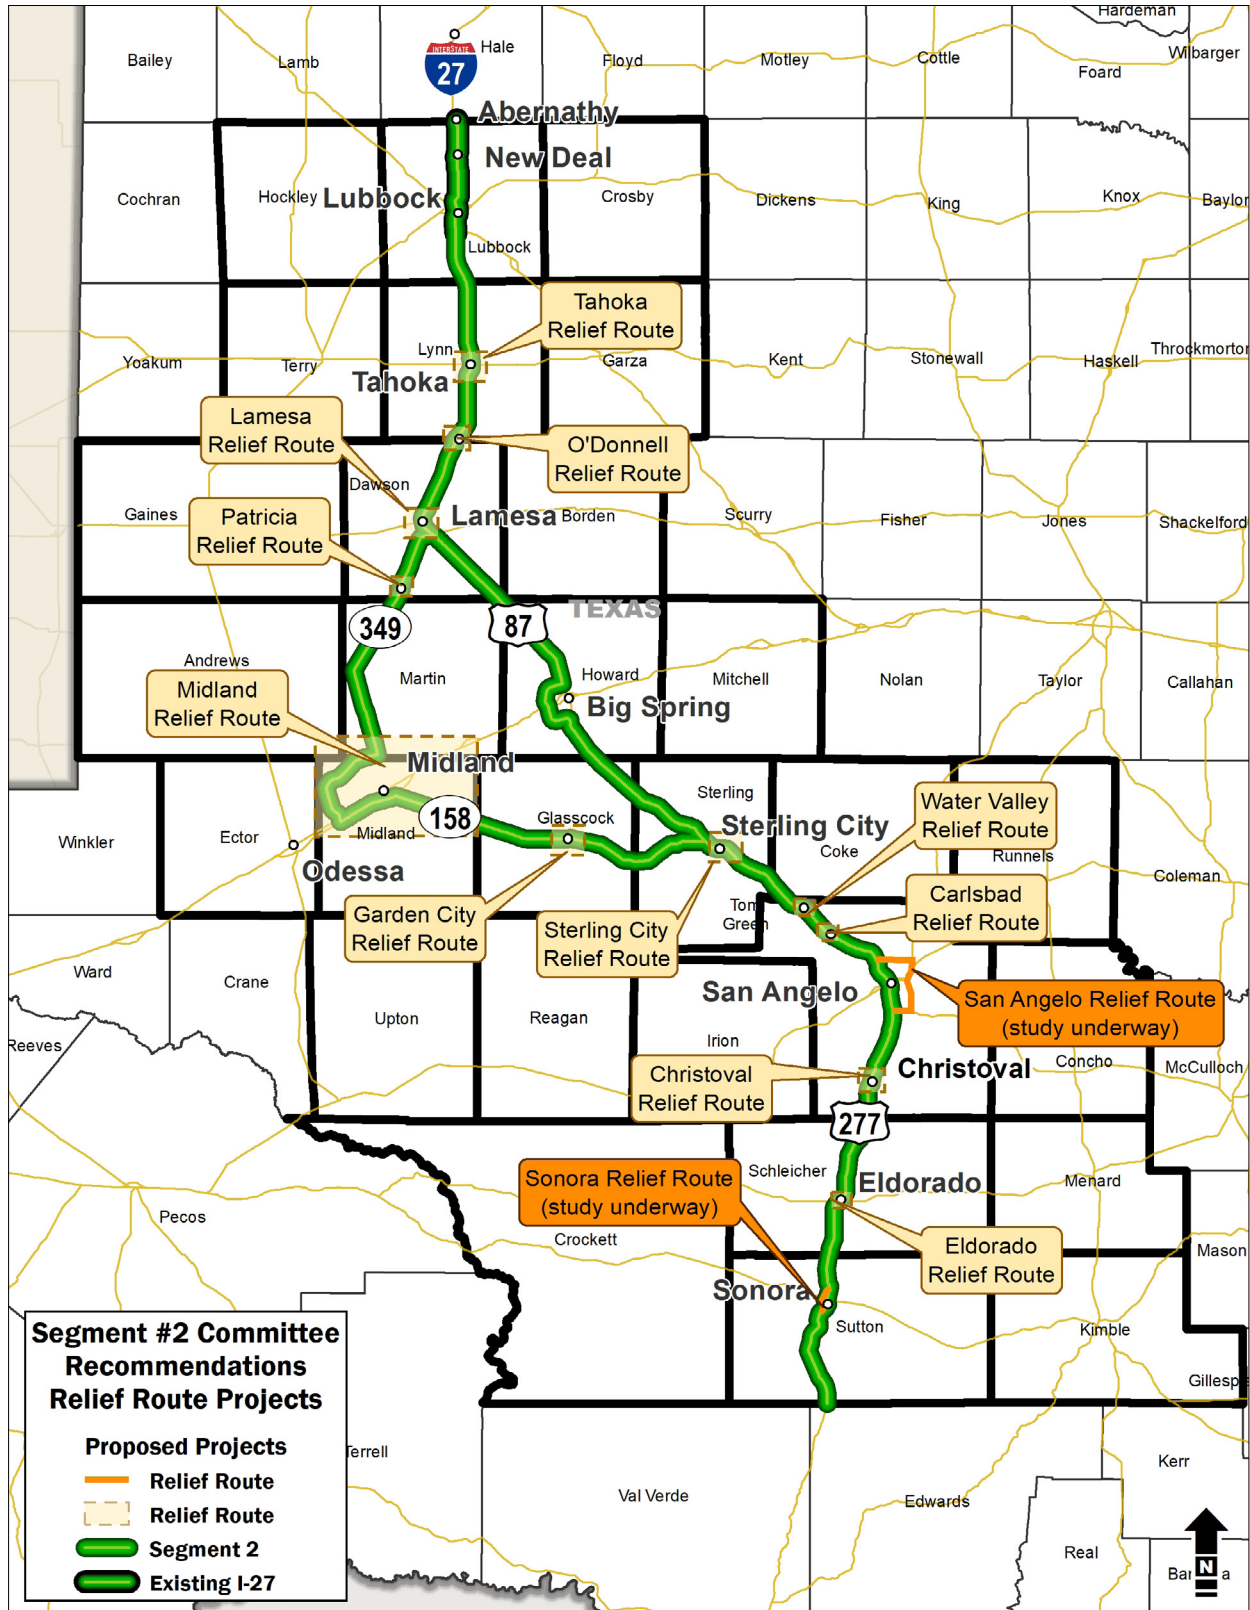 Hardeman
Bailey
Lamb
INTERSTATE
27
Hale
Floyd
Motley
Cottle
Foard
Wilbarger
Abernathy
New Deal
Cochran
Hockley
Lubbock
Lubbock
Crosby
Dickens
King
Knox
Baylor
Tahoka
Relief Route
Yoakum
Terry
Lynn
Tahoka
Garza
Kent
Stonewall
Haskell
Throckmorton
Lamesa
Relief Route
O'Donnell
Relief Route
Gaines
Dawson
Patricia
Relief Route
Lamesa
Borden
Scurry
Fisher
Jones
Shackelford
TEXAS
349
87
Andrews
Martin
Howard
Mitchell
Nolan
Taylor
Callahan
Midland
Relief Route
Big Spring
Midland
Winkler
Ector
Midland
158
Glasscock
Sterling
Sterling City
Coke
Water Valley
Relief Route
Runnels
Coleman
Odessa
Garden City
Relief Route
Sterling City
Relief Route
Tom
Green
Carlsbad
Relief Route
Ward
Crane
Upton
Reagan
San Angelo
San Angelo Relief Route
(study underway)
Reeves
Irion
Christoval
Relief Route
Christoval
Concho
McCulloch
277
Sonora Relief Route
(study underway)
Schleicher
Eldorado
Menard
Pecos
Crockett
Eldorado
Relief Route
Mason
Sonora
Sutton
Kimble
Gillesp
Segment #2 Committee
Recommendations
Relief Route Projects
Proposed Projects
Relief Route
Relief Route
Segment 2
Existing I-27
Terrell
Val Verde
Edwards
Kerr
Real
Ba
a
N